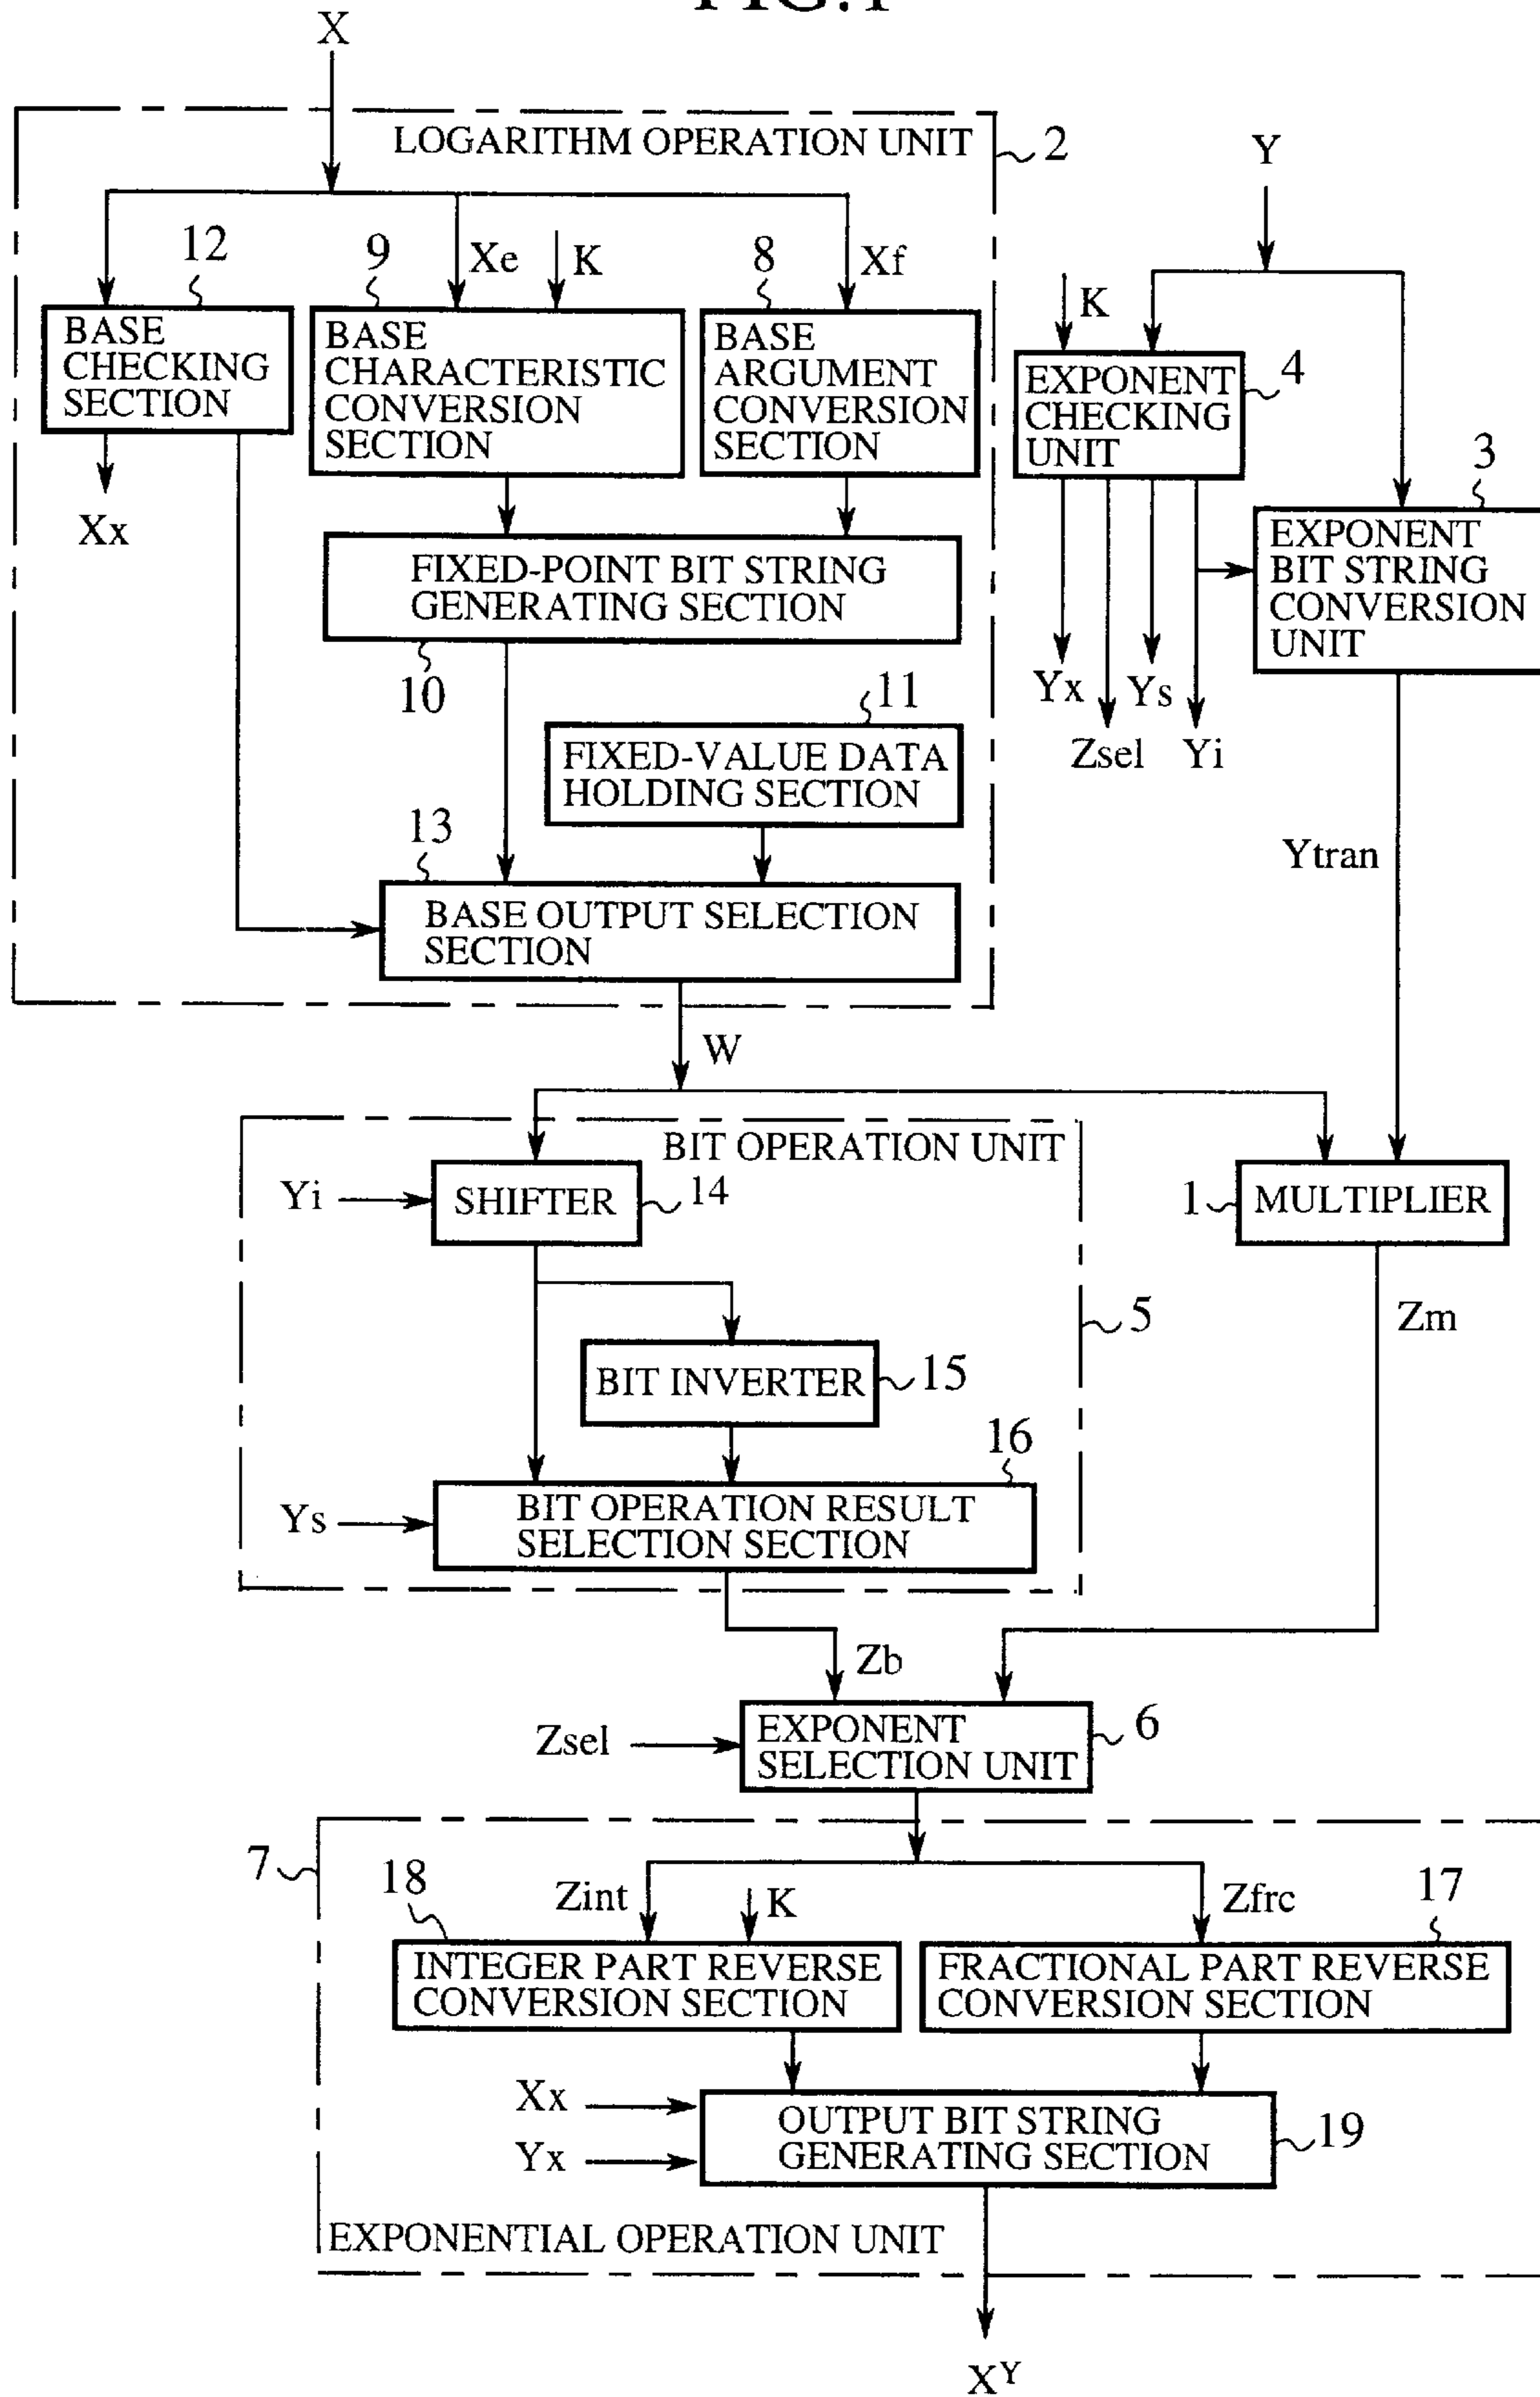 FIG.1
X
LOGARITHM OPERATION UNIT
2
Y
12
9
Xe
K
8
Xf
BASE
CHECKING
SECTION
BASE
CHARACTERISTIC
CONVERSION
SECTION
BASE
ARGUMENT
CONVERSION
SECTION
K
EXPONENT
CHECKING
UNIT
4
3
Xx
FIXED-POINT BIT STRING
GENERATING SECTION
10
EXPONENT
BIT STRING
CONVERSION
UNIT
Yx
Ys
Zsel
Yi
11
FIXED-VALUE DATA
HOLDING SECTION
13
BASE OUTPUT SELECTION
SECTION
Ytran
W
BIT OPERATION UNIT
Yi
SHIFTER
14
1
MULTIPLIER
5
Zm
BIT INVERTER
15
16
Ys
BIT OPERATION RESULT
SELECTION SECTION
Zb
Zsel
EXPONENT
SELECTION UNIT
6
7
18
Zint
K
Zfrc
17
INTEGER PART REVERSE
CONVERSION SECTION
FRACTIONAL PART REVERSE
CONVERSION SECTION
Xx
Yx
OUTPUT BIT STRING
GENERATING SECTION
19
EXPONENTIAL OPERATION UNIT
X^Y